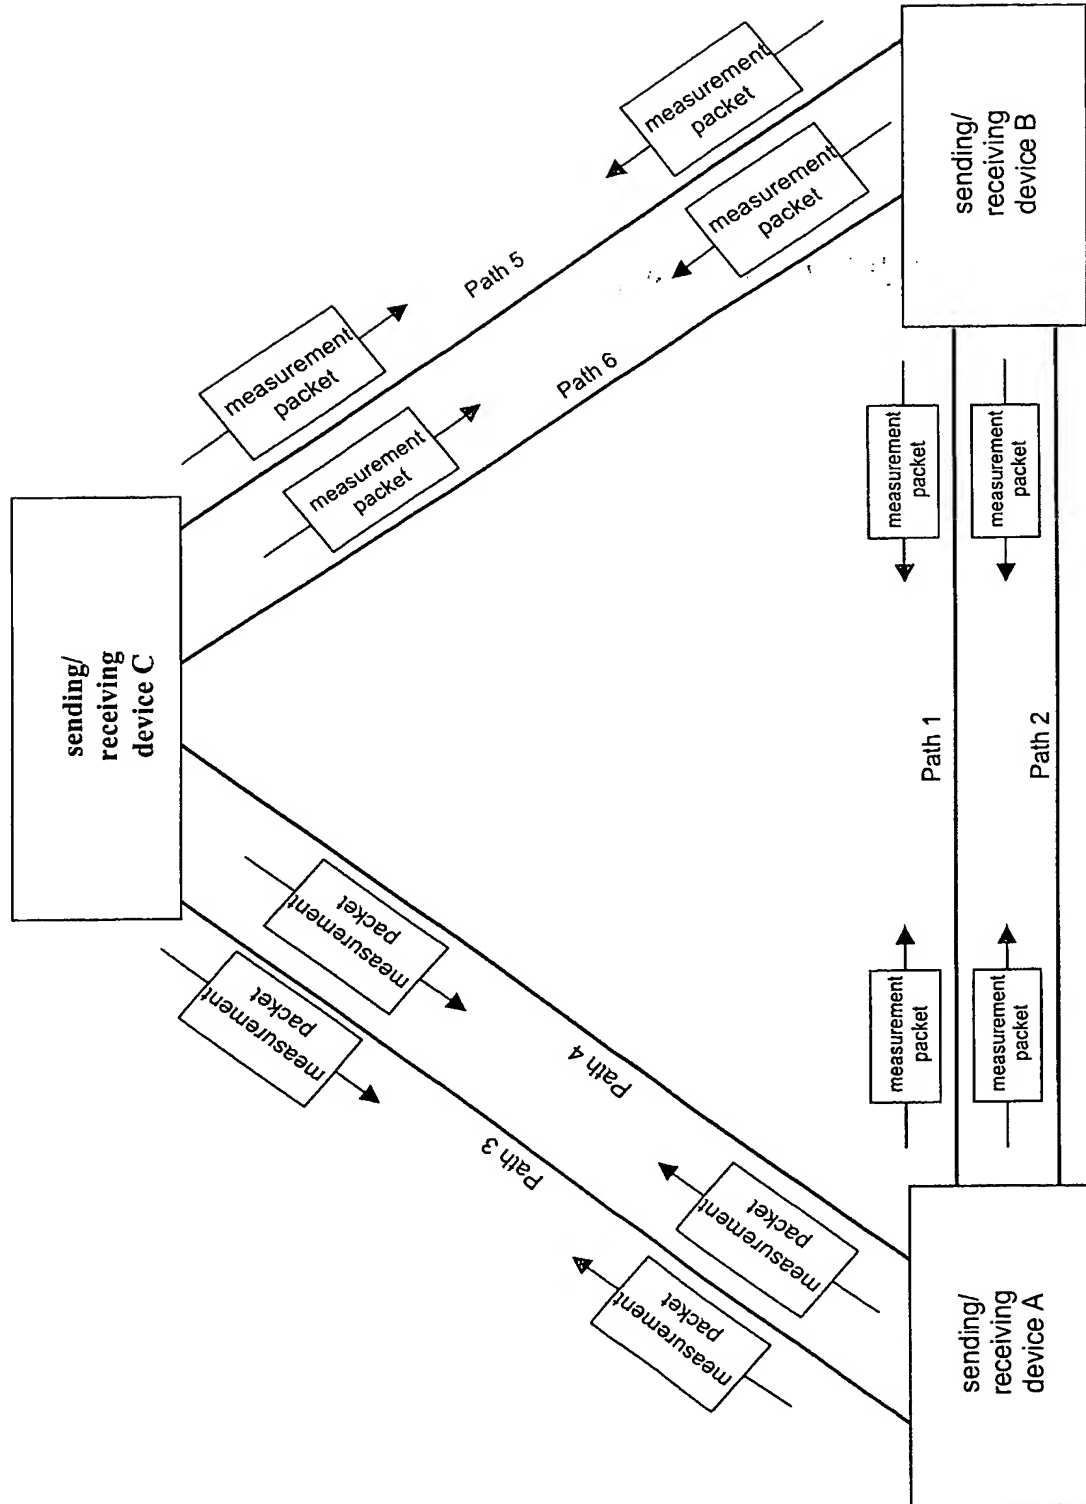 sending/
receiving
device C
measurement
packet
measurement
packet
Path 3
Path 4
measurement
packet
measurement
packet
measurement
packet
measurement
packet
Path 5
Path 6
measurement
packet
measurement
packet
sending/
receiving
device A
measurement
packet
measurement
packet
Path 1
Path 2
measurement
packet
measurement
packet
sending/
receiving
device B